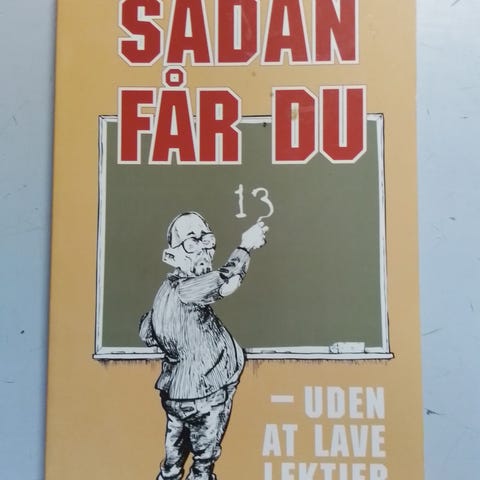 SÅDAN
FÅR DU
13
– UDEN
AT LAVE
LEKTIER